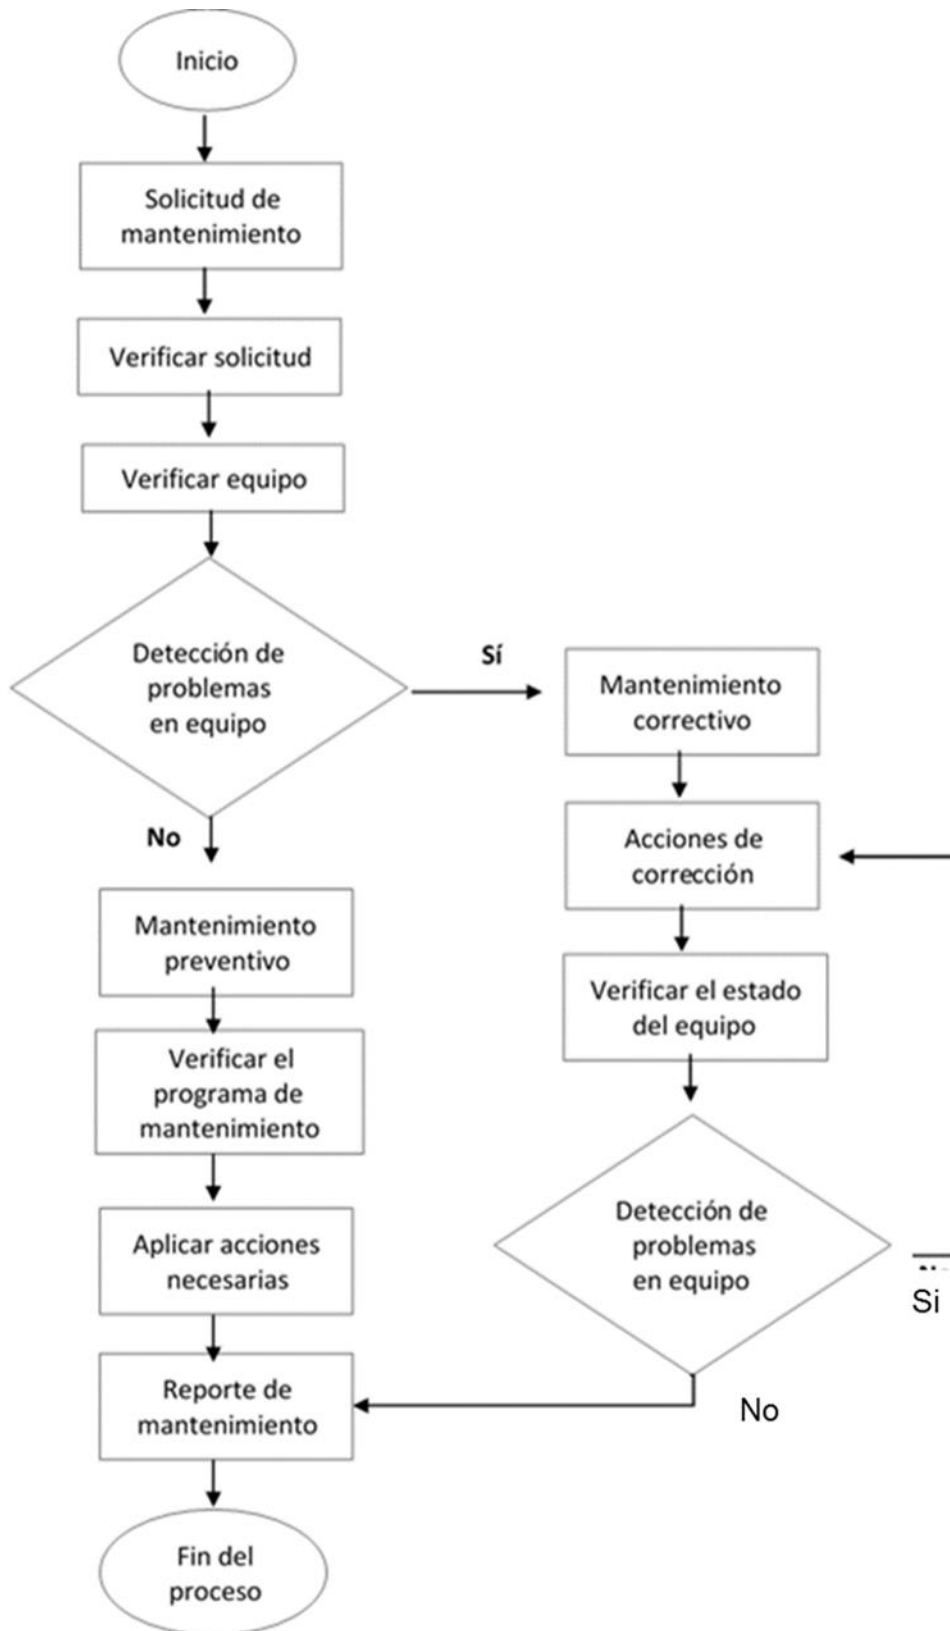 Inicio
Solicitud de
mantenimiento
Verificar solicitud
Verificar equipo
Detección de
problemas
en equipo
Sí
No
Mantenimiento
correctivo
Acciones de
corrección
Verificar el estado
del equipo
Detección de
problemas
en equipo
Si
No
Mantenimiento
preventivo
Verificar el
programa de
mantenimiento
Aplicar acciones
necesarias
Reporte de
mantenimiento
Fin del
proceso